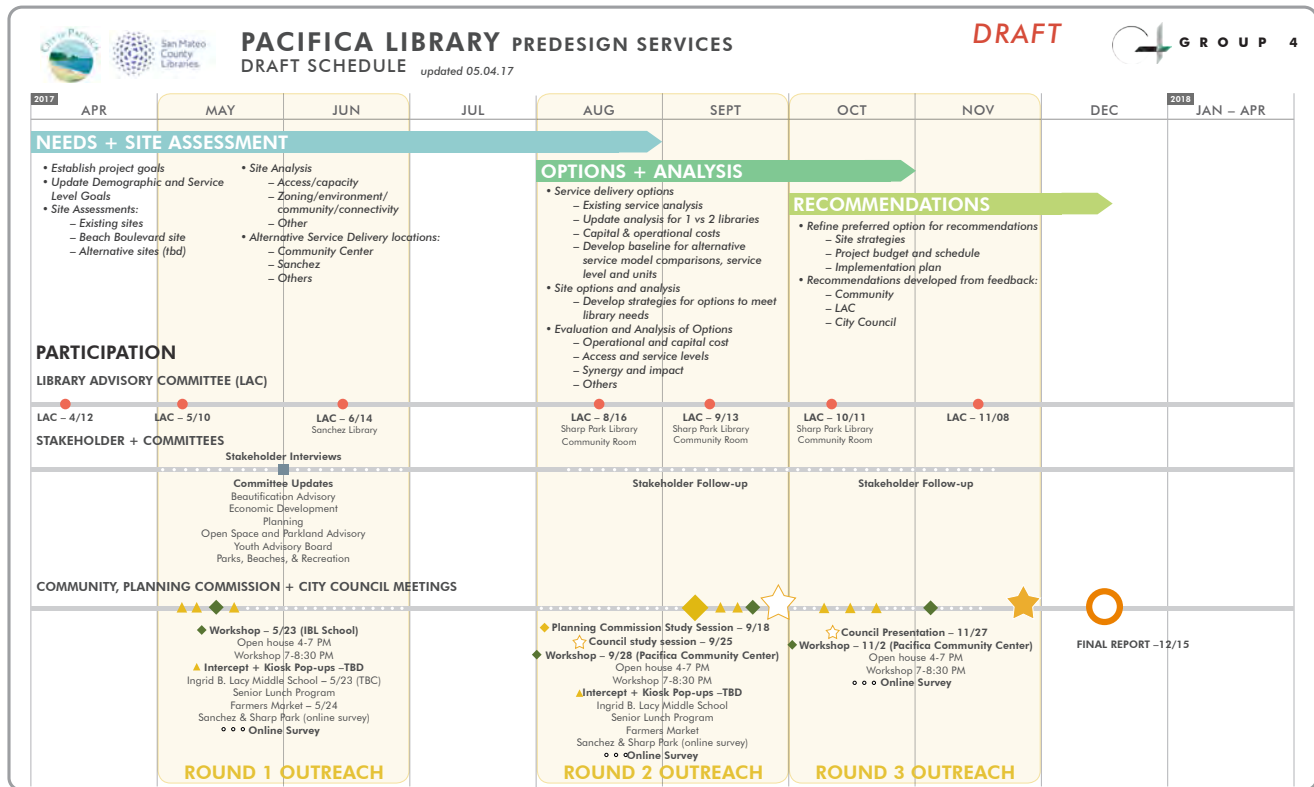 CITY OF PACIFICA
San Mateo
County
Libraries
PACIFICA LIBRARY PREDESIGN SERVICES
DRAFT SCHEDULE updated 05.04.17
DRAFT
GROUP 4
2017
2018
APR MAY JUN JUL AUG SEPT OCT NOV DEC JAN – APR
NEEDS + SITE ASSESSMENT
• Establish project goals
• Update Demographic and Service
Level Goals
• Site Assessments:
– Existing sites
– Beach Boulevard site
– Alternative sites (tbd)
• Site Analysis
– Access/capacity
– Zoning/environment/
community/connectivity
– Other
• Alternative Service Delivery locations:
– Community Center
– Sanchez
– Others
OPTIONS + ANALYSIS
• Service delivery options
– Existing service analysis
– Update analysis for 1 vs 2 libraries
– Capital & operational costs
– Develop baseline for alternative
service model comparisons, service
level and units
• Site options and analysis
– Develop strategies for options to meet
library needs
• Evaluation and Analysis of Options
– Operational and capital cost
– Access and service levels
– Synergy and impact
– Others
RECOMMENDATIONS
• Refine preferred option for recommendations
– Site strategies
– Project budget and schedule
– Implementation plan
• Recommendations developed from feedback:
– Community
– LAC
– City Council
PARTICIPATION
LIBRARY ADVISORY COMMITTEE (LAC)
LAC – 4/12
LAC – 5/10
LAC – 6/14
Sanchez Library
LAC – 8/16
Sharp Park Library
Community Room
LAC – 9/13
Sharp Park Library
Community Room
LAC – 10/11
Sharp Park Library
Community Room
LAC – 11/08
STAKEHOLDER + COMMITTEES
Stakeholder Interviews
Committee Updates
Beautification Advisory
Economic Development
Planning
Open Space and Parkland Advisory
Youth Advisory Board
Parks, Beaches, & Recreation
Stakeholder Follow-up
Stakeholder Follow-up
COMMUNITY, PLANNING COMMISSION + CITY COUNCIL MEETINGS
Workshop – 5/23 (IBL School)
Open house 4-7 PM
Workshop 7-8:30 PM
Intercept + Kiosk Pop-ups –TBD
Ingrid B. Lacy Middle School – 5/23 (TBC)
Senior Lunch Program
Farmers Market – 5/24
Sanchez & Sharp Park (online survey)
Online Survey
ROUND 1 OUTREACH
Planning Commission Study Session – 9/18
Council study session – 9/25
Workshop – 9/28 (Pacifica Community Center)
Open house 4-7 PM
Workshop 7-8:30 PM
Intercept + Kiosk Pop-ups –TBD
Ingrid B. Lacy Middle School
Senior Lunch Program
Farmers Market
Sanchez & Sharp Park (online survey)
Online Survey
ROUND 2 OUTREACH
Council Presentation – 11/27
Workshop – 11/2 (Pacifica Community Center)
Open house 4-7 PM
Workshop 7-8:30 PM
Online Survey
ROUND 3 OUTREACH
FINAL REPORT –12/15